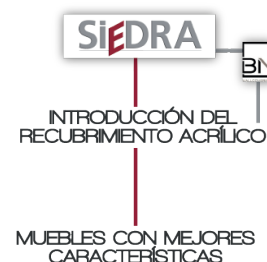 SiEDRA
INTRODUCCIÓN DEL
RECUBRIMIENTO ACRÍLICO
MUEBLES CON MEJORES
CARACTERÍSTICAS